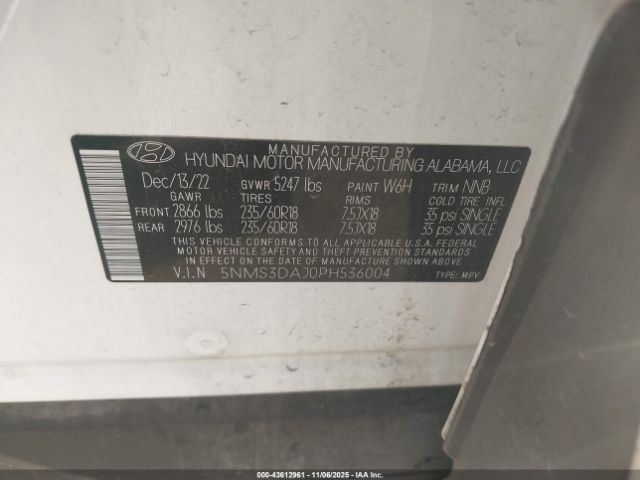 MANUFACTURED BY
HYUNDAI MOTOR MANUFACTURING ALABAMA, LLC
Dec/13/22 GVWR 5247 lbs PAINT W6H TRIM NNB
GAWR TIRES RIMS COLD TIRE INFL
FRONT 2866 lbs 235/60R18 7.5JX18 35 psi SINGLE
REAR 2976 lbs 235/60R18 7.5JX18 35 psi SINGLE
THIS VEHICLE CONFORMS TO ALL APPLICABLE U.S.A. FEDERAL
MOTOR VEHICLE SAFETY AND THEFT PREVENTION STANDARDS
IN EFFECT ON THE DATE OF MANUFACTURE SHOWN ABOVE
V.I.N 5NMS3DAJ0PH536004 TYPE: MPV
000-43612961 - 11/06/2025 - IAA Inc.